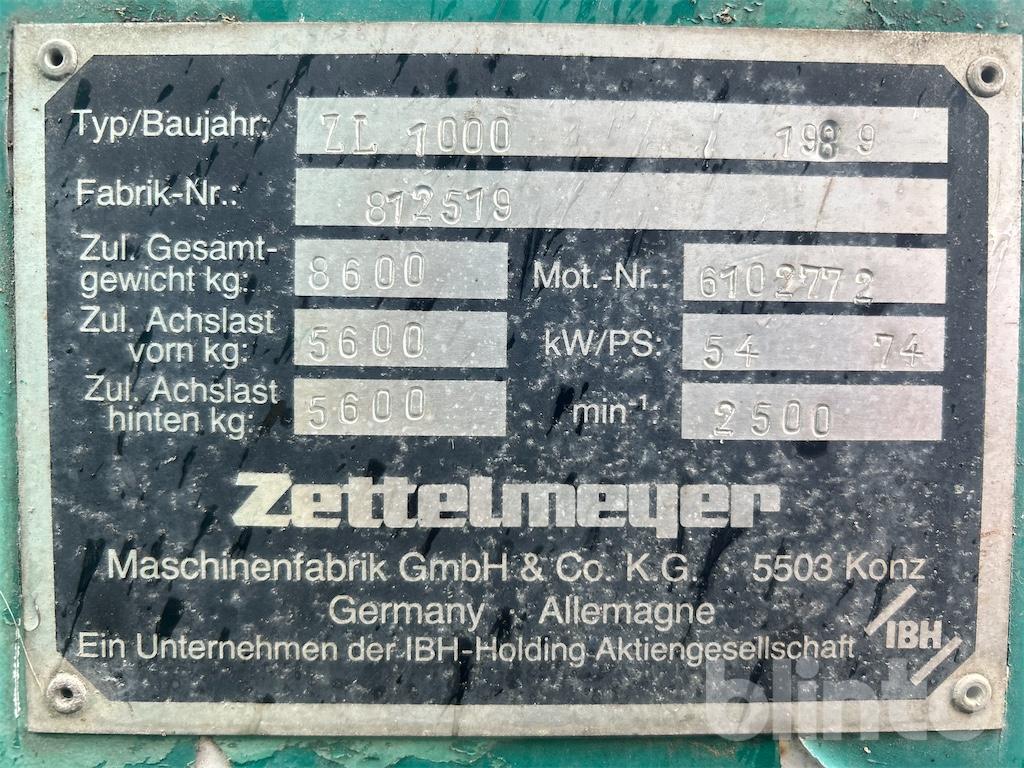 Typ/Baujahr: ZL 1000 1989
Fabrik-Nr.: 812519
Zul. Gesamt-
gewicht kg: 8600 Mot.-Nr.: 6102772
Zul. Achslast
vorn kg: 5600 kW/PS: 54 74
Zul. Achslast
hinten kg: 5600 min-1: 2500
Zettelmeyer
Maschinenfabrik GmbH & Co. K.G. · 5503 Konz
Germany · Allemagne
Ein Unternehmen der IBH-Holding Aktiengesellschaft IBH
blinto